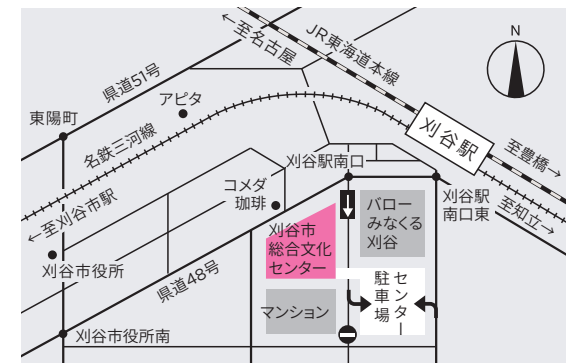 N
←至名古屋
JR東海道本線
県道51号
アピタ
東陽町
名鉄三河線
刈谷駅
至豊橋→
刈谷駅南口
コメダ
珈琲
バロー
みなくる
刈谷
刈谷駅
南口東
至知立→
←至刈谷市駅
刈谷市
総合文化
センター
刈谷市役所
県道48号
センター
駐車場
マンション
刈谷市役所南